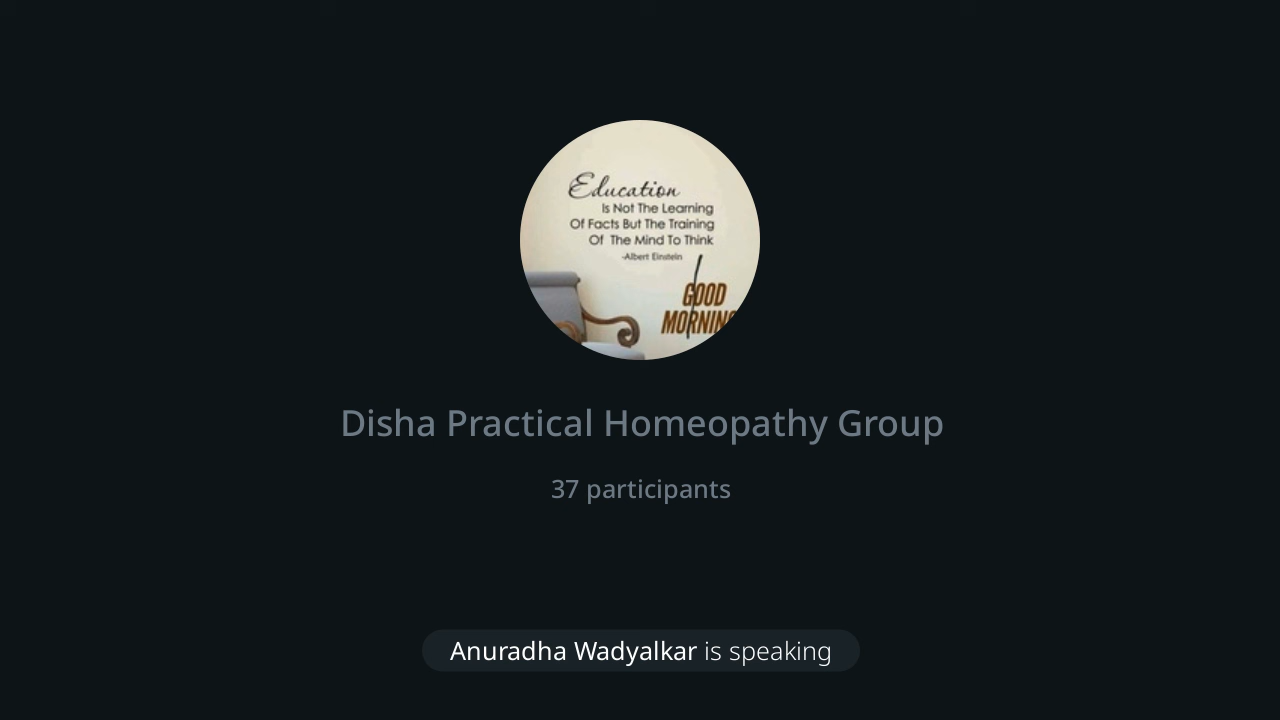 Education
Is Not The Learning
Of Facts But The Training
Of The Mind To Think
-Albert Einstein
GOOD
MORNING
Disha Practical Homeopathy Group
37 participants
Anuradha Wadyalkar is speaking